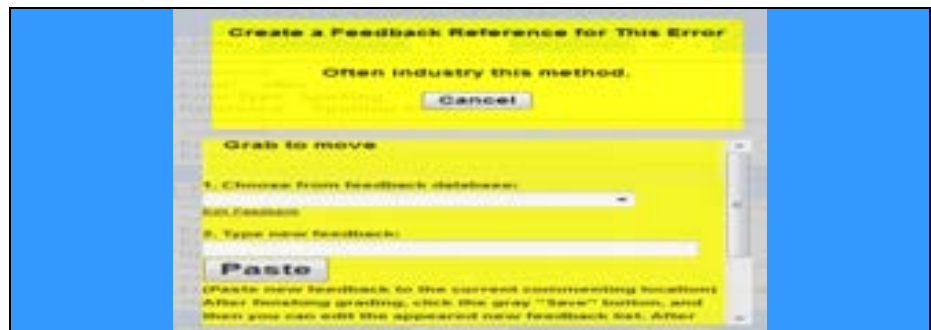 Create a Feedback Reference for This Error
Often industry this method.
Cancel
Grab to move
1. Choose from feedback database:
Edit Feedback
2. Type new feedback:
Paste
(Paste new feedback to the current commenting location)
After finishing grading, click the gray "Save" button, and
then you can edit the appeared new feedback list. After